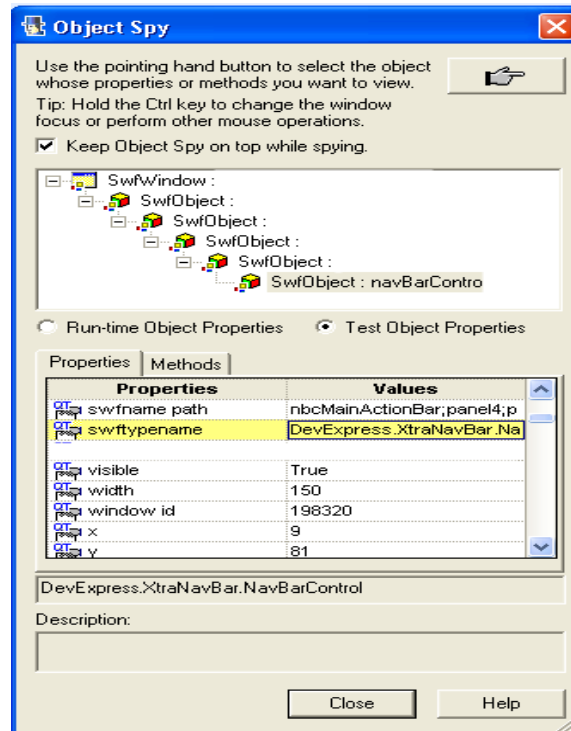 Object Spy
Use the pointing hand button to select the object
whose properties or methods you want to view.
Tip: Hold the Ctrl key to change the window
focus or perform other mouse operations.
Keep Object Spy on top while spying.
SwfWindow :
SwfObject :
SwfObject :
SwfObject :
SwfObject :
SwfObject : navBarContro
Run-time Object Properties Test Object Properties
Properties Methods
Properties Values
swfname path nbcMainActionBar;panel4;p
swftypename DevExpress.XtraNavBar.Na
visible True
width 150
window id 198320
x 9
y 81
DevExpress.XtraNavBar.NavBarControl
Description:
Close Help